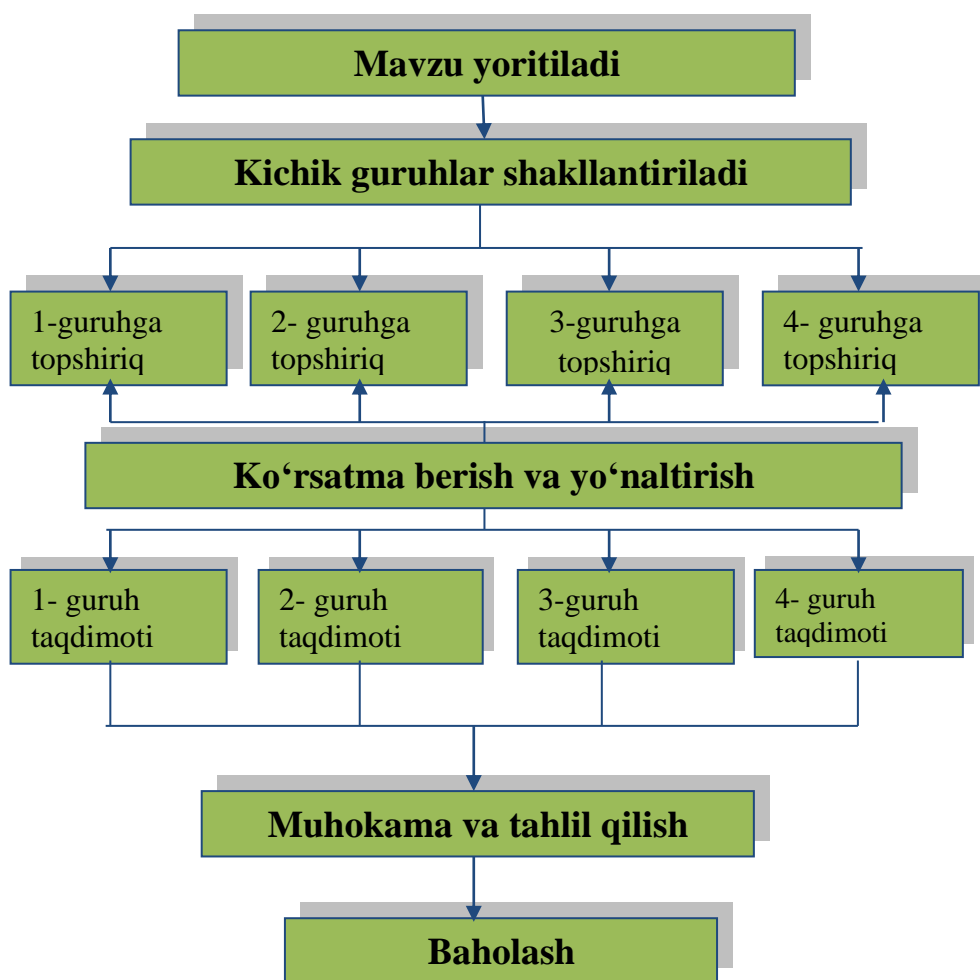 Mavzu yoritiladi
Kichik guruhlar shakllantiriladi
1-guruhga
topshiriq
2- guruhga
topshiriq
3-guruhga
topshiriq
4- guruhga
topshiriq
Ko‘rsatma berish va yo‘naltirish
1- guruh
taqdimoti
2- guruh
taqdimoti
3-guruh
taqdimoti
4- guruh
taqdimoti
Muhokama va tahlil qilish
Baholash